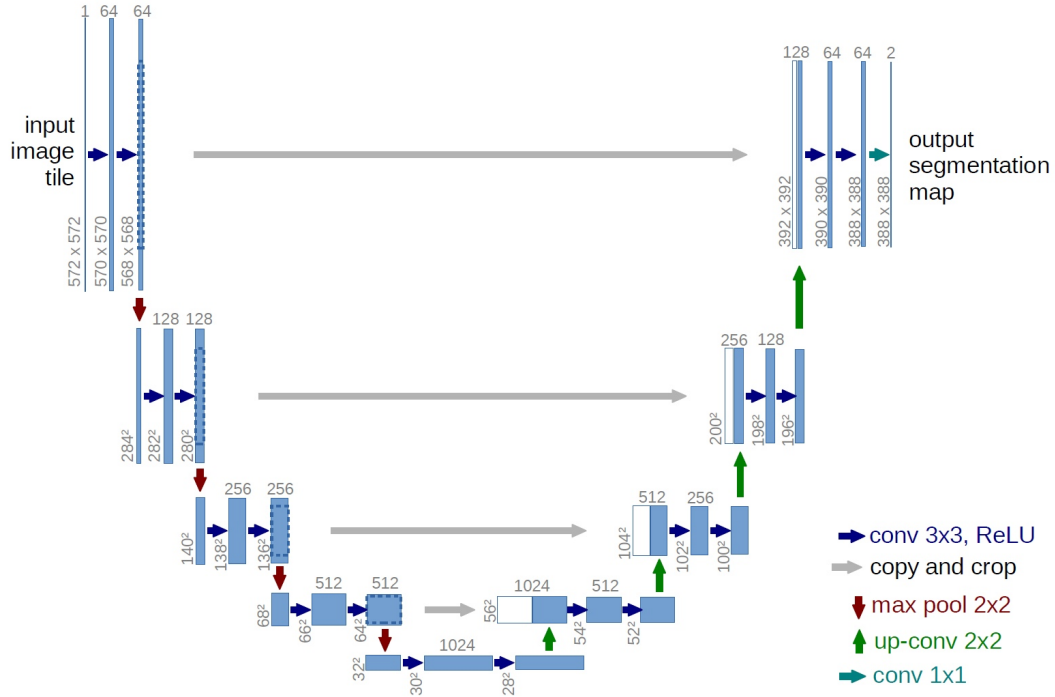 1 64 64
input
image
tile
572 x 572
570 x 570
568 x 568
128 64 64 2
output
segmentation
map
392 x 392
390 x 390
388 x 388
388 x 388
128 128
284²
282²
280²
256 128
200²
198²
196²
256 256
140²
138²
136²
512 256
104²
102²
100²
512 512
68²
66²
64²
1024 512
56²
54²
52²
1024
32²
30²
28²
conv 3x3, ReLU
copy and crop
max pool 2x2
up-conv 2x2
conv 1x1